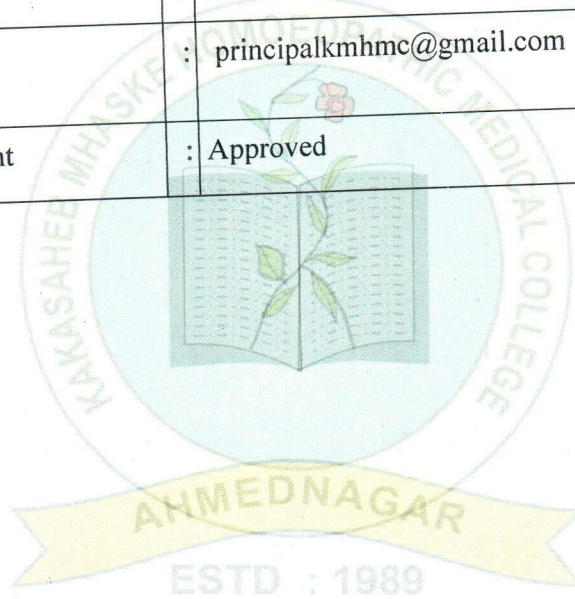 : principalkmhmc@gmail.com
nt : Approved
KAKASAHEB MHASKE HOMOEOPATHIC MEDICAL COLLEGE
AHMEDNAGAR
ESTD : 1989